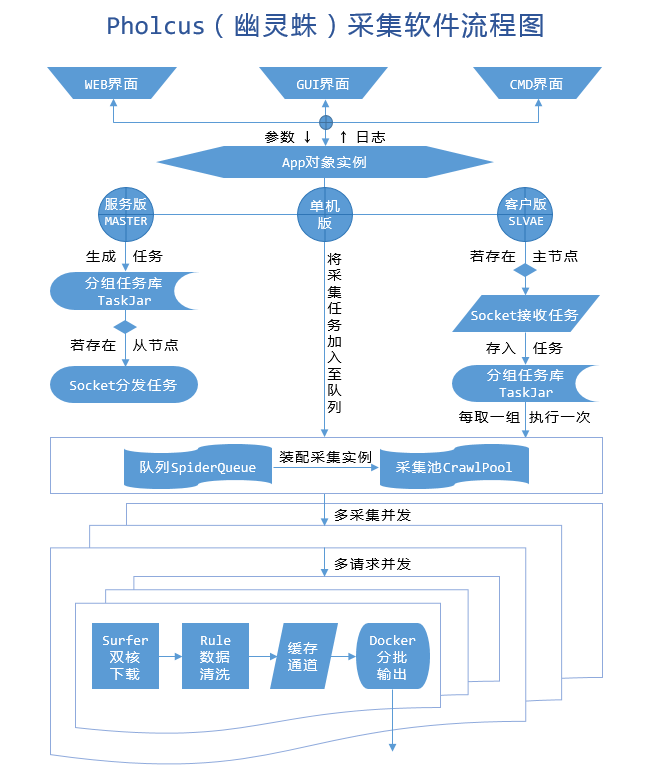 Pholcus(幽灵蛛)采集软件流程图
WEB界面
GUI界面
CMD界面
参数 ↓ ↑ 日志
App对象实例
服务版
MASTER
单机
版
客户版
SLVAE
生成 任务
分组任务库
TaskJar
若存在 从节点
Socket分发任务
将
采
集
任
务
加
入
至
队
列
若存在 主节点
Socket接收任务
存入 任务
分组任务库
TaskJar
每取一组 执行一次
队列SpiderQueue
装配采集实例
采集池CrawlPool
多采集并发
多请求并发
Surfer
双核
下载
Rule
数据
清洗
缓存
通道
Docker
分批
输出